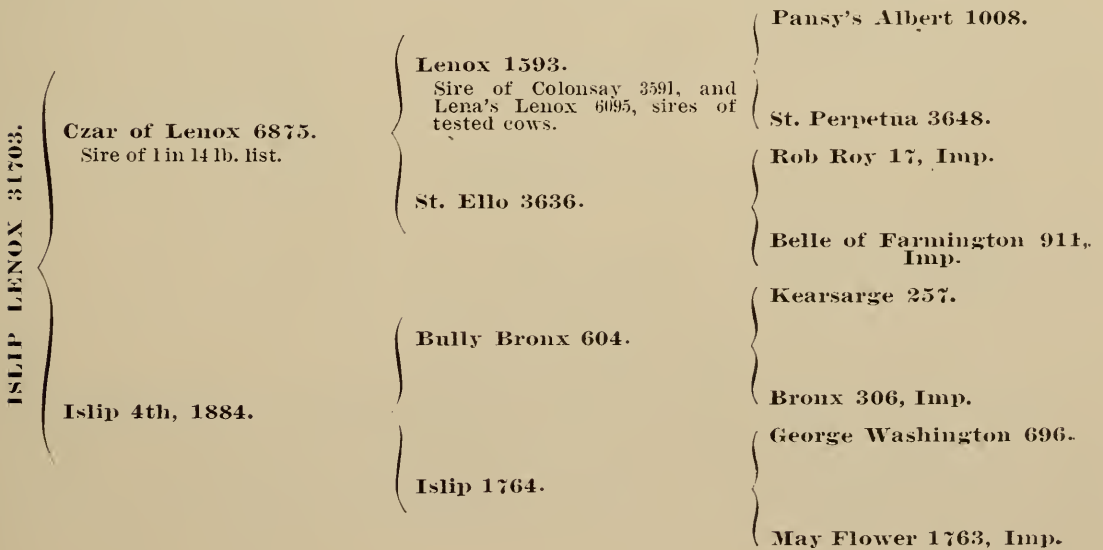 ISLIP LENOX 31703.
Czar of Lenox 6875.
Sire of 1 in 14 lb. list.
Islip 4th, 1884.
Lenox 1593.
Sire of Colonsay 3591, and
Lena's Lenox 6095, sires of
tested cows.
St. Ello 3636.
Bully Bronx 604.
Islip 1764.
Pansy's Albert 1008.
St. Perpetua 3648.
Rob Roy 17, Imp.
Belle of Farmington 911,
Imp.
Kearsarge 257.
Bronx 306, Imp.
George Washington 696.
May Flower 1763, Imp.